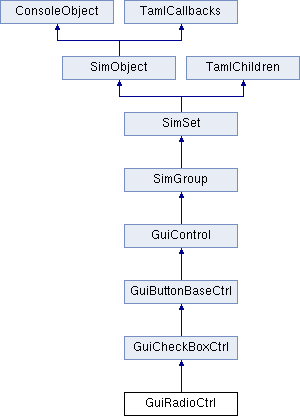 ConsoleObject
TamlCallbacks
SimObject
TamlChildren
SimSet
SimGroup
GuiControl
GuiButtonBaseCtrl
GuiCheckBoxCtrl
GuiRadioCtrl